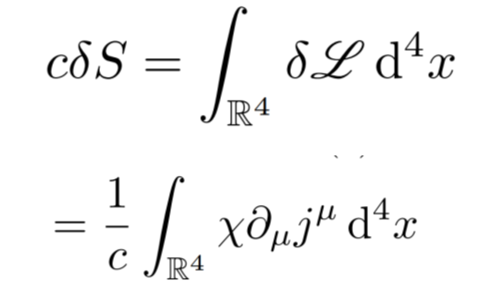 cδS = ∫_{ℝ⁴} δℒ d⁴x
= 1/c ∫_{ℝ⁴} χ∂_μ j^μ d⁴x